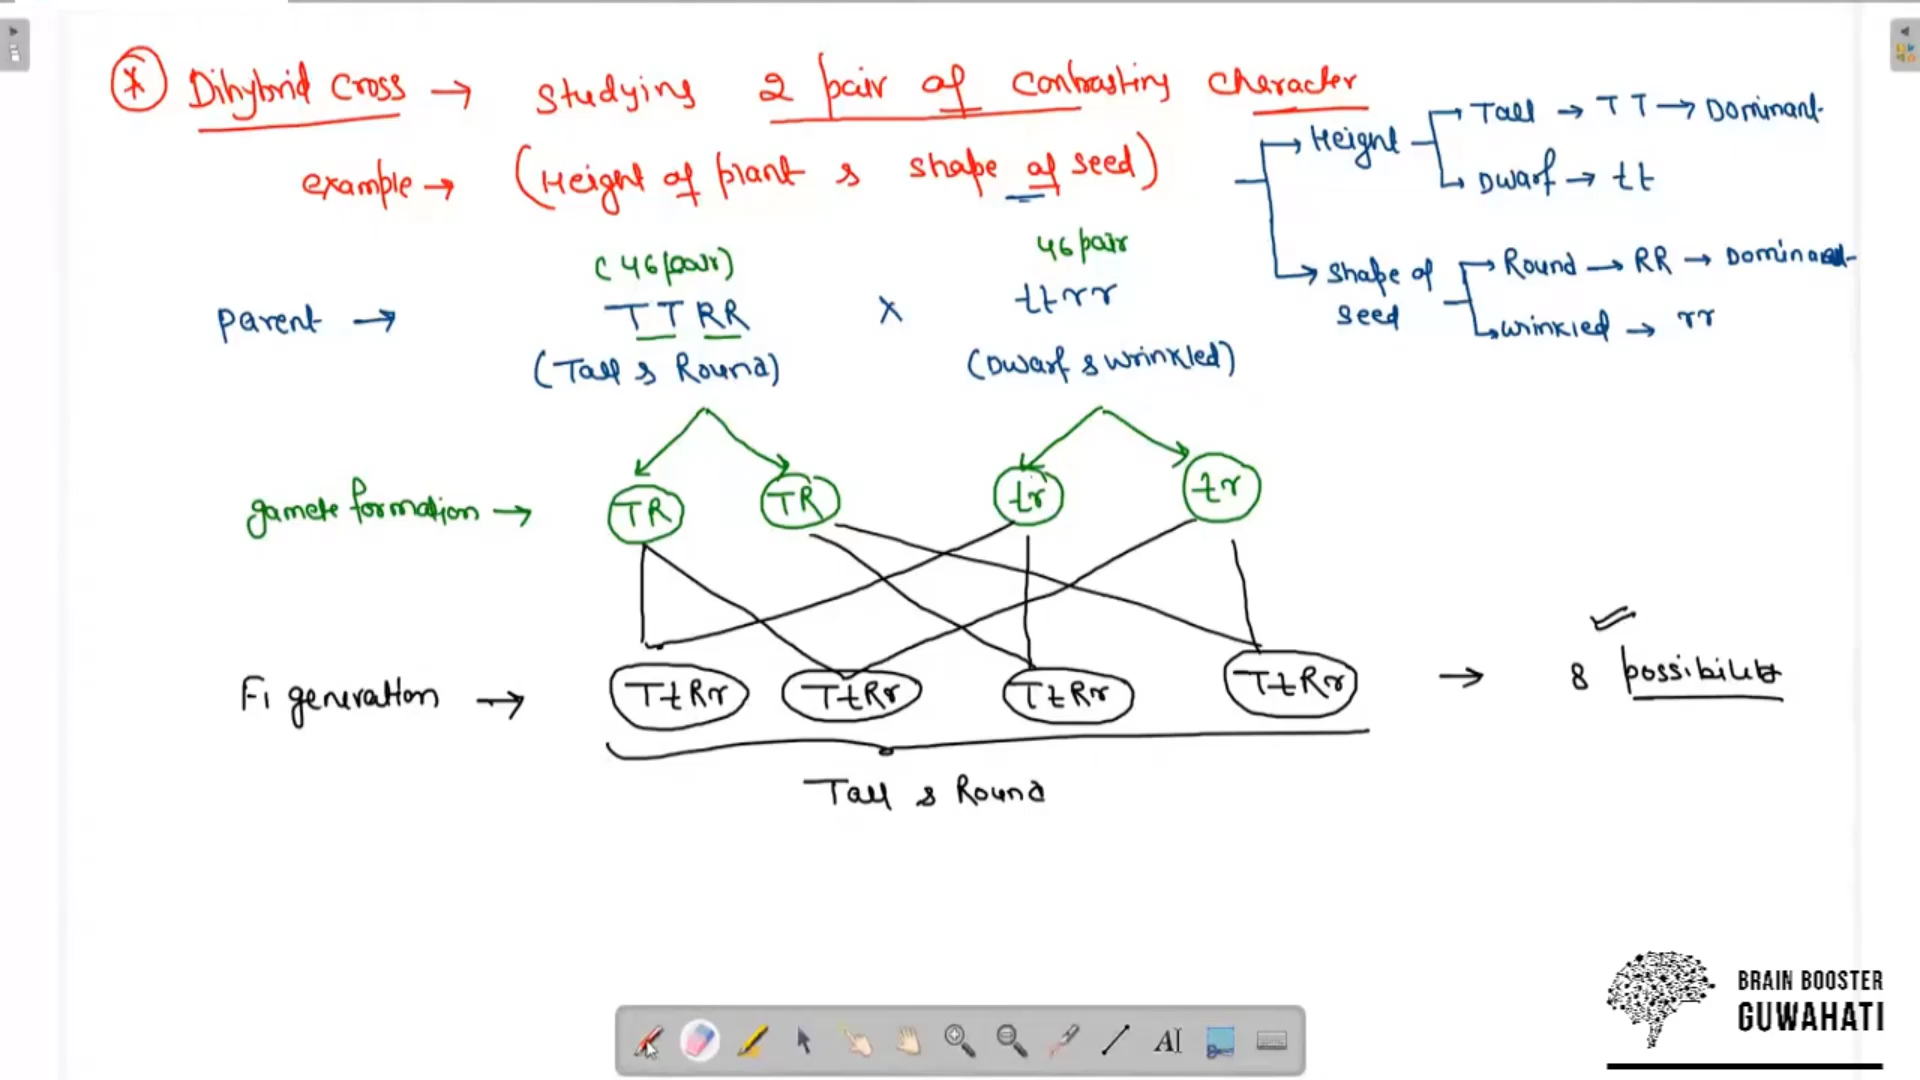 * Dihybrid Cross → Studying 2 pair of contrasting character
example → (Height of plant & shape of seed)
→ Height → Tall → TT → Dominant
→ Dwarf → tt
→ Shape of seed → Round → RR → Dominant
→ wrinkled → rr
(46 pair) 46 pair
parent → TTRR × ttrr
(Tall & Round) (Dwarf & wrinkled)
gamete formation → TR TR tr tr
F1 generation → TtRr TtRr TtRr TtRr → 8 possibility
Tall & Round
AI
BRAIN BOOSTER
GUWAHATI